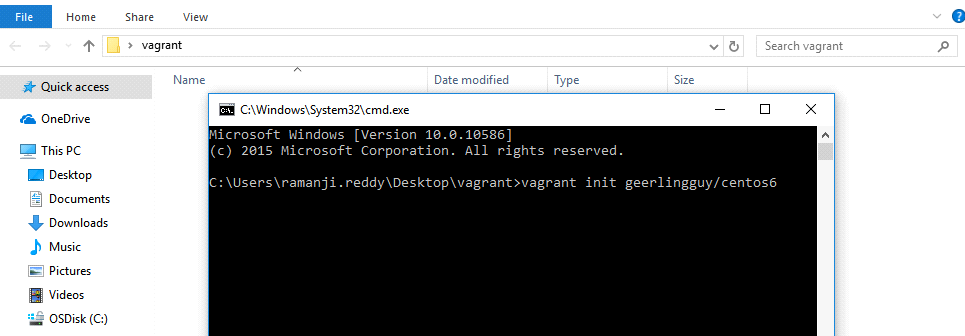 File Home Share View
vagrant
Search vagrant
Name Date modified Type Size
Quick access
OneDrive
This PC
Desktop
Documents
Downloads
Music
Pictures
Videos
OSDisk (C:)
C:\Windows\System32\cmd.exe
Microsoft Windows [Version 10.0.10586]
(c) 2015 Microsoft Corporation. All rights reserved.
C:\Users\ramanji.reddy\Desktop\vagrant>vagrant init geerlingguy/centos6